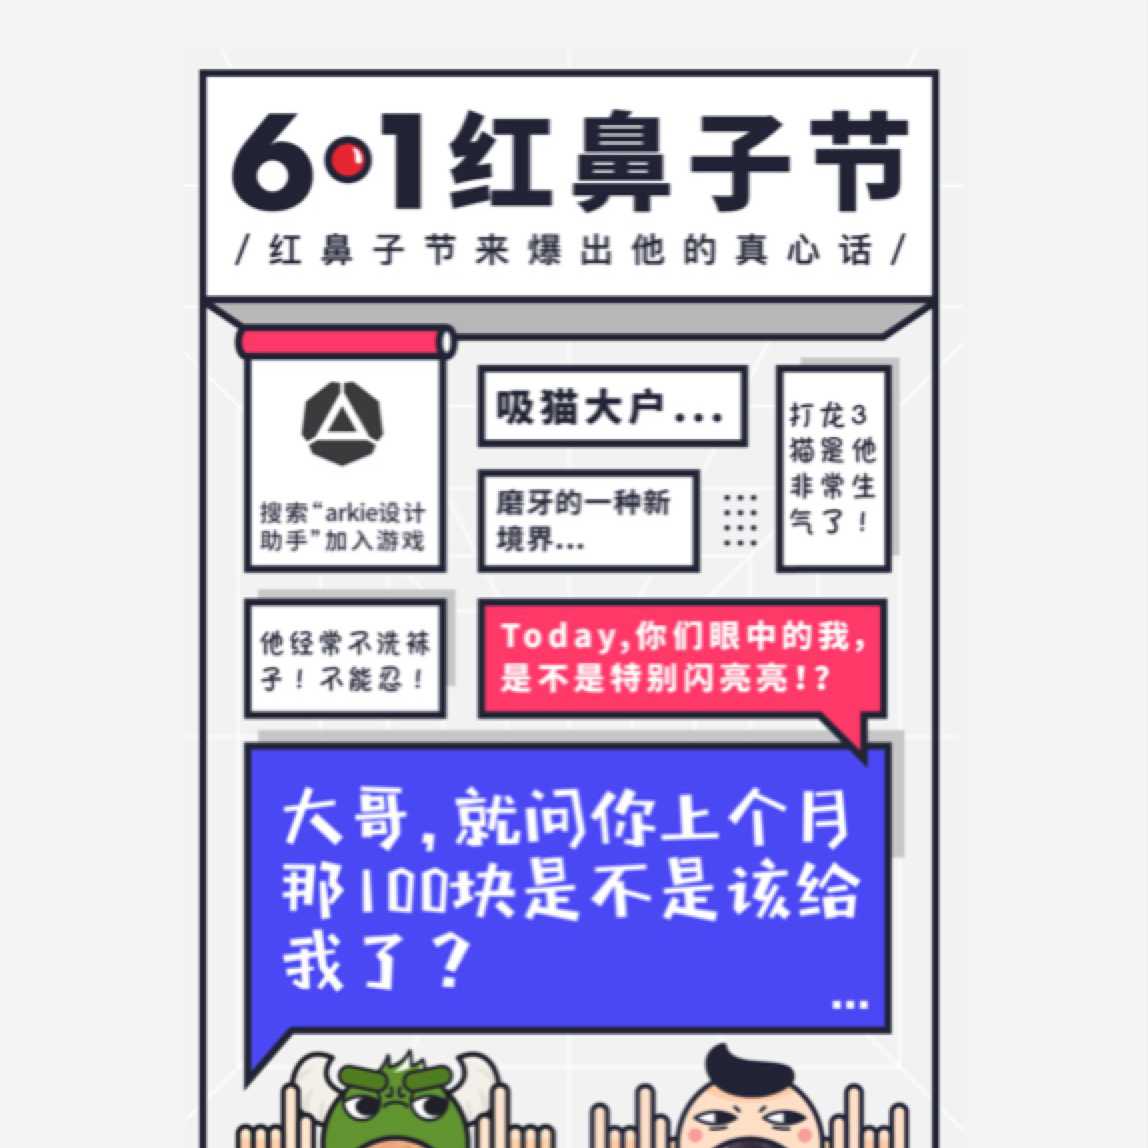 6·1红鼻子节
/红鼻子节来爆出他的真心话/
搜索“arkie设计
助手”加入游戏
吸猫大户...
磨牙的一种新
境界...
打龙3
猫是他
非常生
气了！
他经常不洗袜
子！不能忍！
Today,你们眼中的我,
是不是特别闪亮亮!?
大哥,就问你上个月
那100块是不是该给
我了？
...